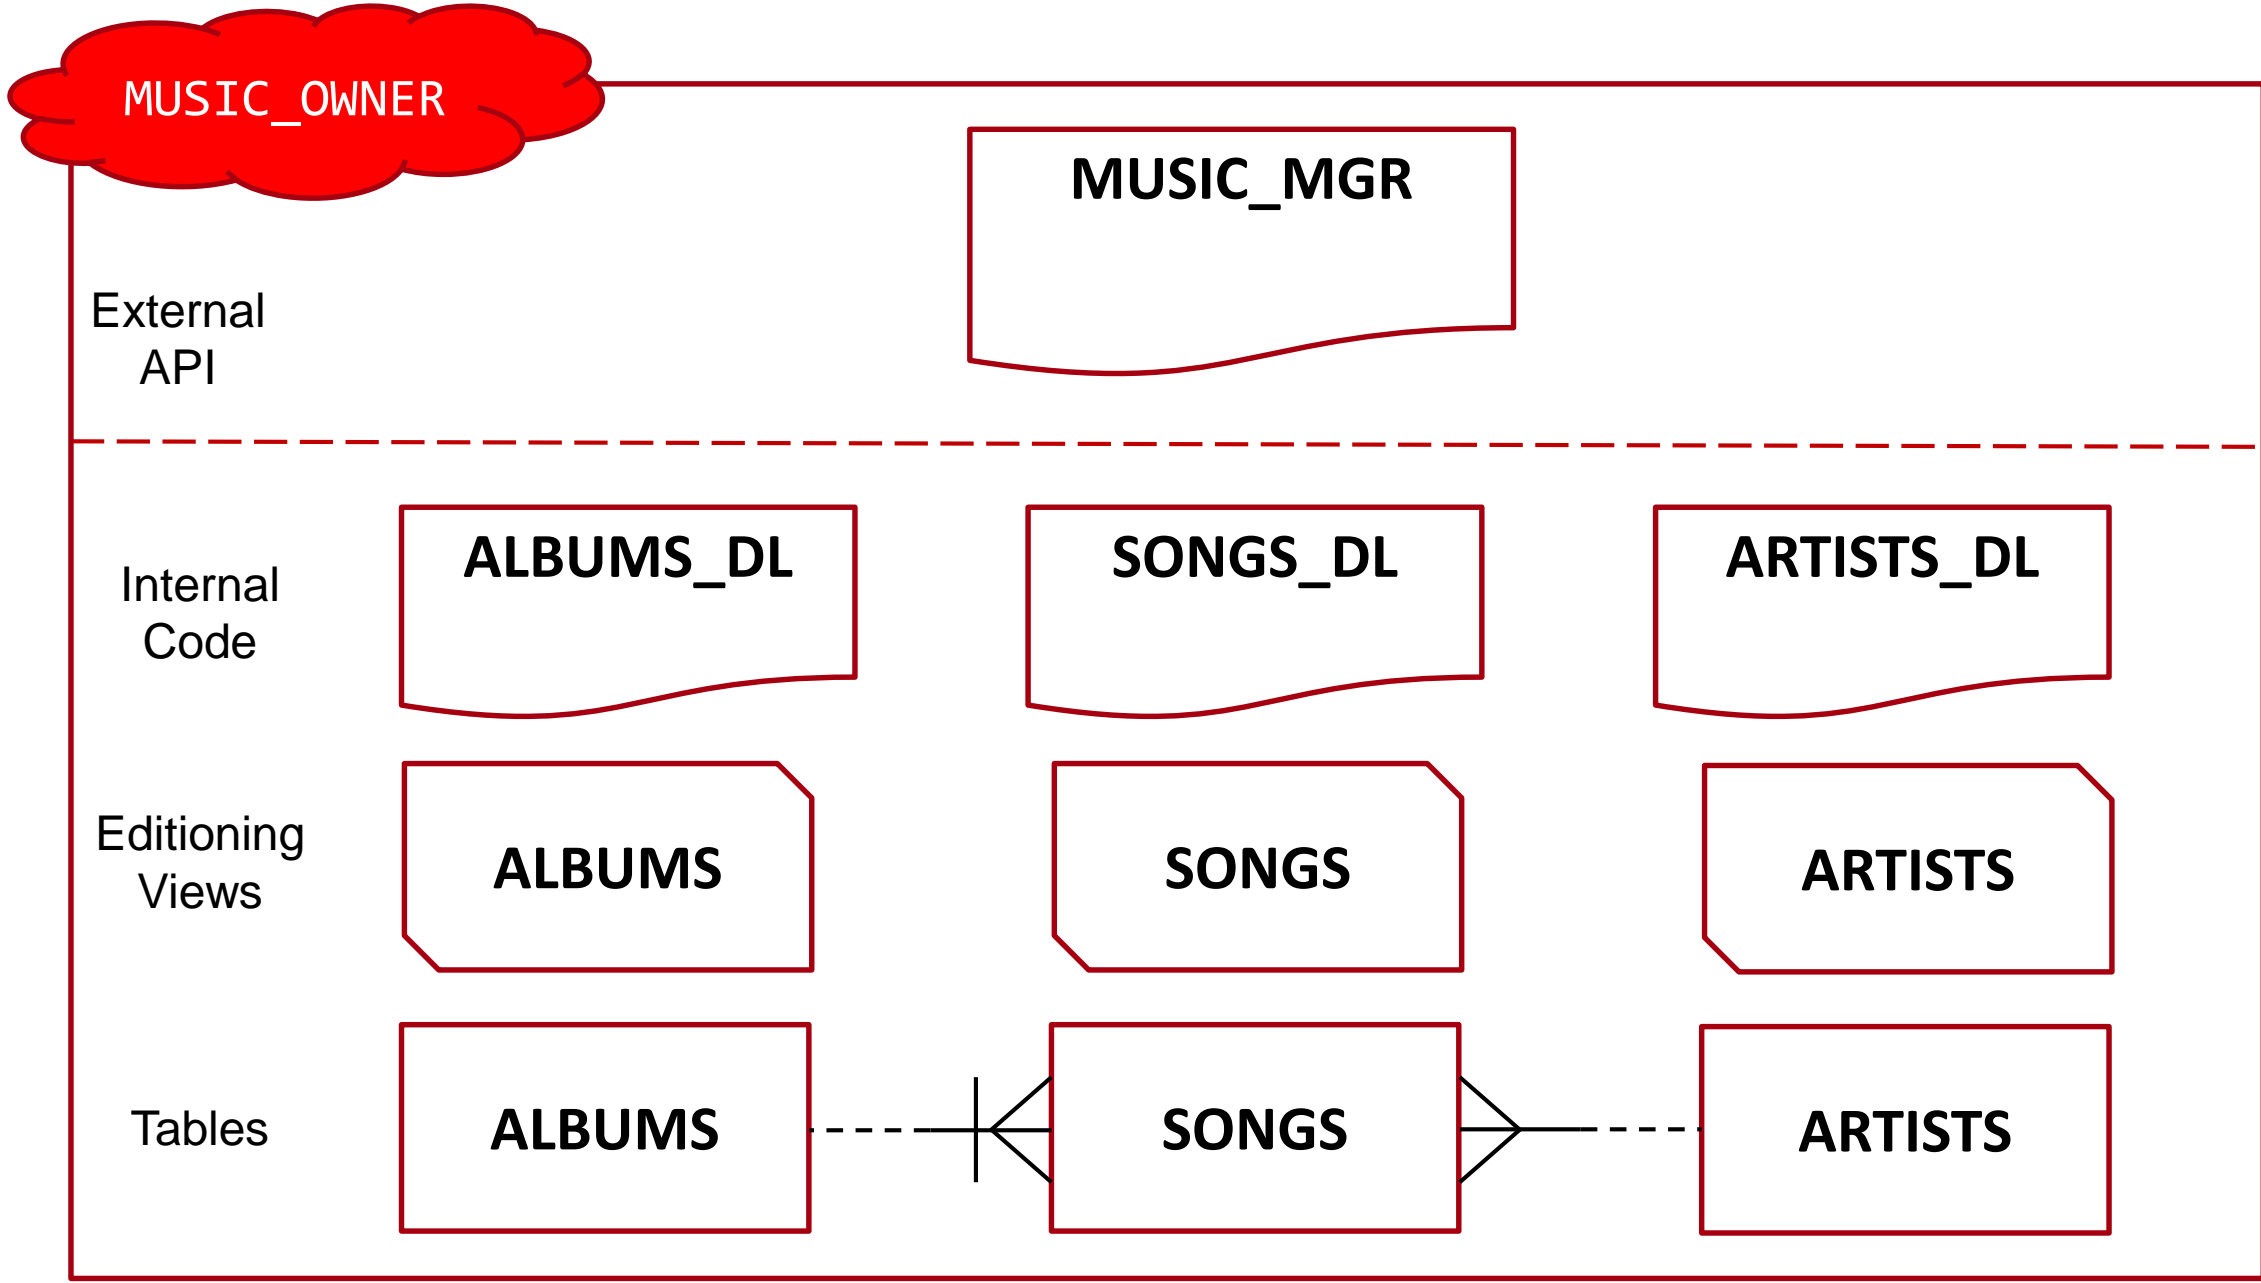 MUSIC_OWNER
MUSIC_MGR
External
API
ALBUMS_DL
SONGS_DL
ARTISTS_DL
Internal
Code
Editioning
Views
ALBUMS
SONGS
ARTISTS
Tables
ALBUMS
SONGS
ARTISTS